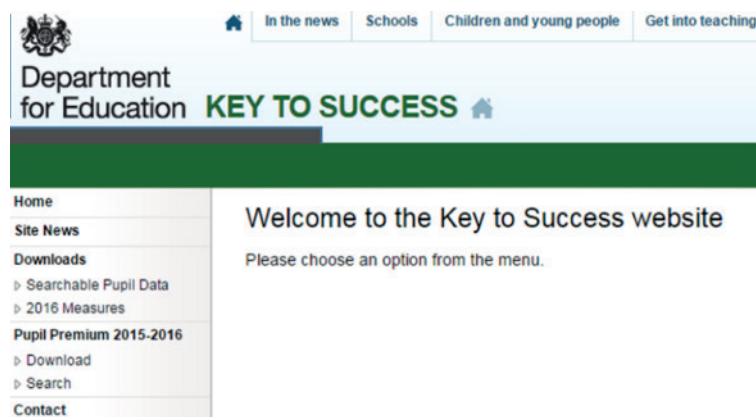 In the news Schools Children and young people Get into teaching
Department
for Education KEY TO SUCCESS
Home
Site News
Downloads
Searchable Pupil Data
2016 Measures
Pupil Premium 2015-2016
Download
Search
Contact
Welcome to the Key to Success website
Please choose an option from the menu.